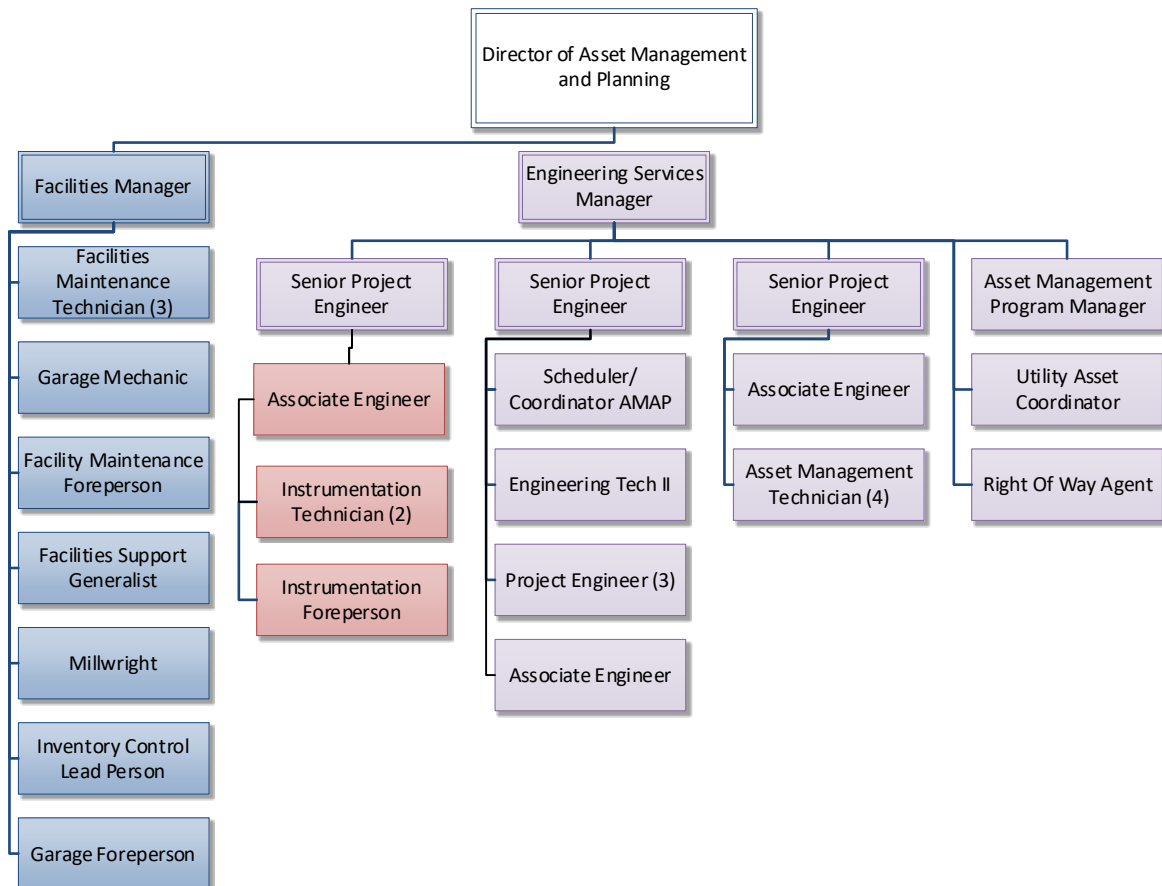 Director of Asset Management
and Planning
Facilities Manager
Engineering Services
Manager
Facilities
Maintenance
Technician (3)
Garage Mechanic
Facility Maintenance
Foreperson
Facilities Support
Generalist
Millwright
Inventory Control
Lead Person
Garage Foreperson
Senior Project
Engineer
Associate Engineer
Instrumentation
Technician (2)
Instrumentation
Foreperson
Senior Project
Engineer
Scheduler/
Coordinator AMAP
Engineering Tech II
Project Engineer (3)
Associate Engineer
Senior Project
Engineer
Associate Engineer
Asset Management
Technician (4)
Asset Management
Program Manager
Utility Asset
Coordinator
Right Of Way Agent